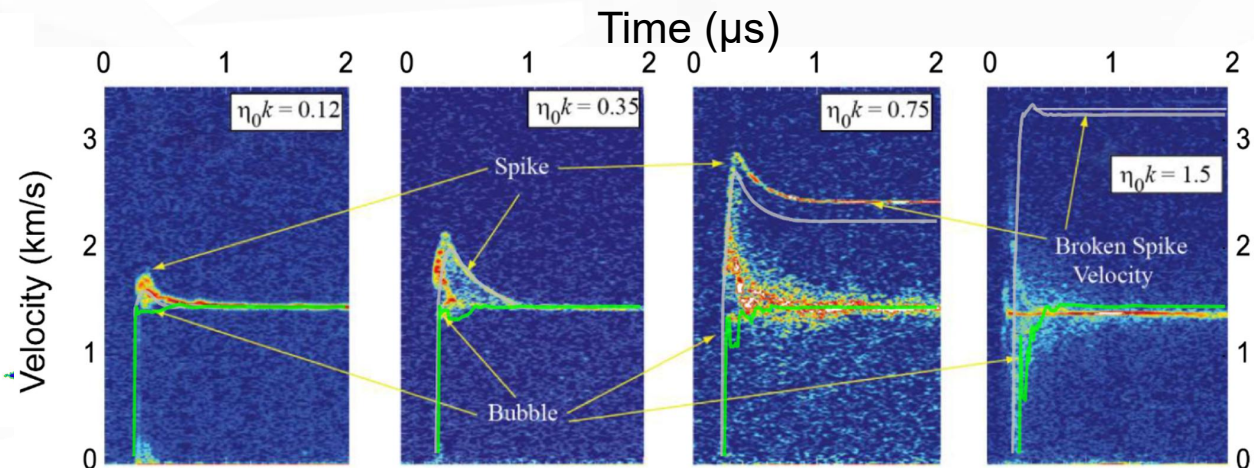 Time (μs)
0 1 2 0 1 2 0 1 2 0 1 2
η₀k = 0.12
η₀k = 0.35
η₀k = 0.75
3 3
Spike
η₀k = 1.5
Velocity (km/s)
2 2
Broken Spike
Velocity
1 1
Bubble
0 0